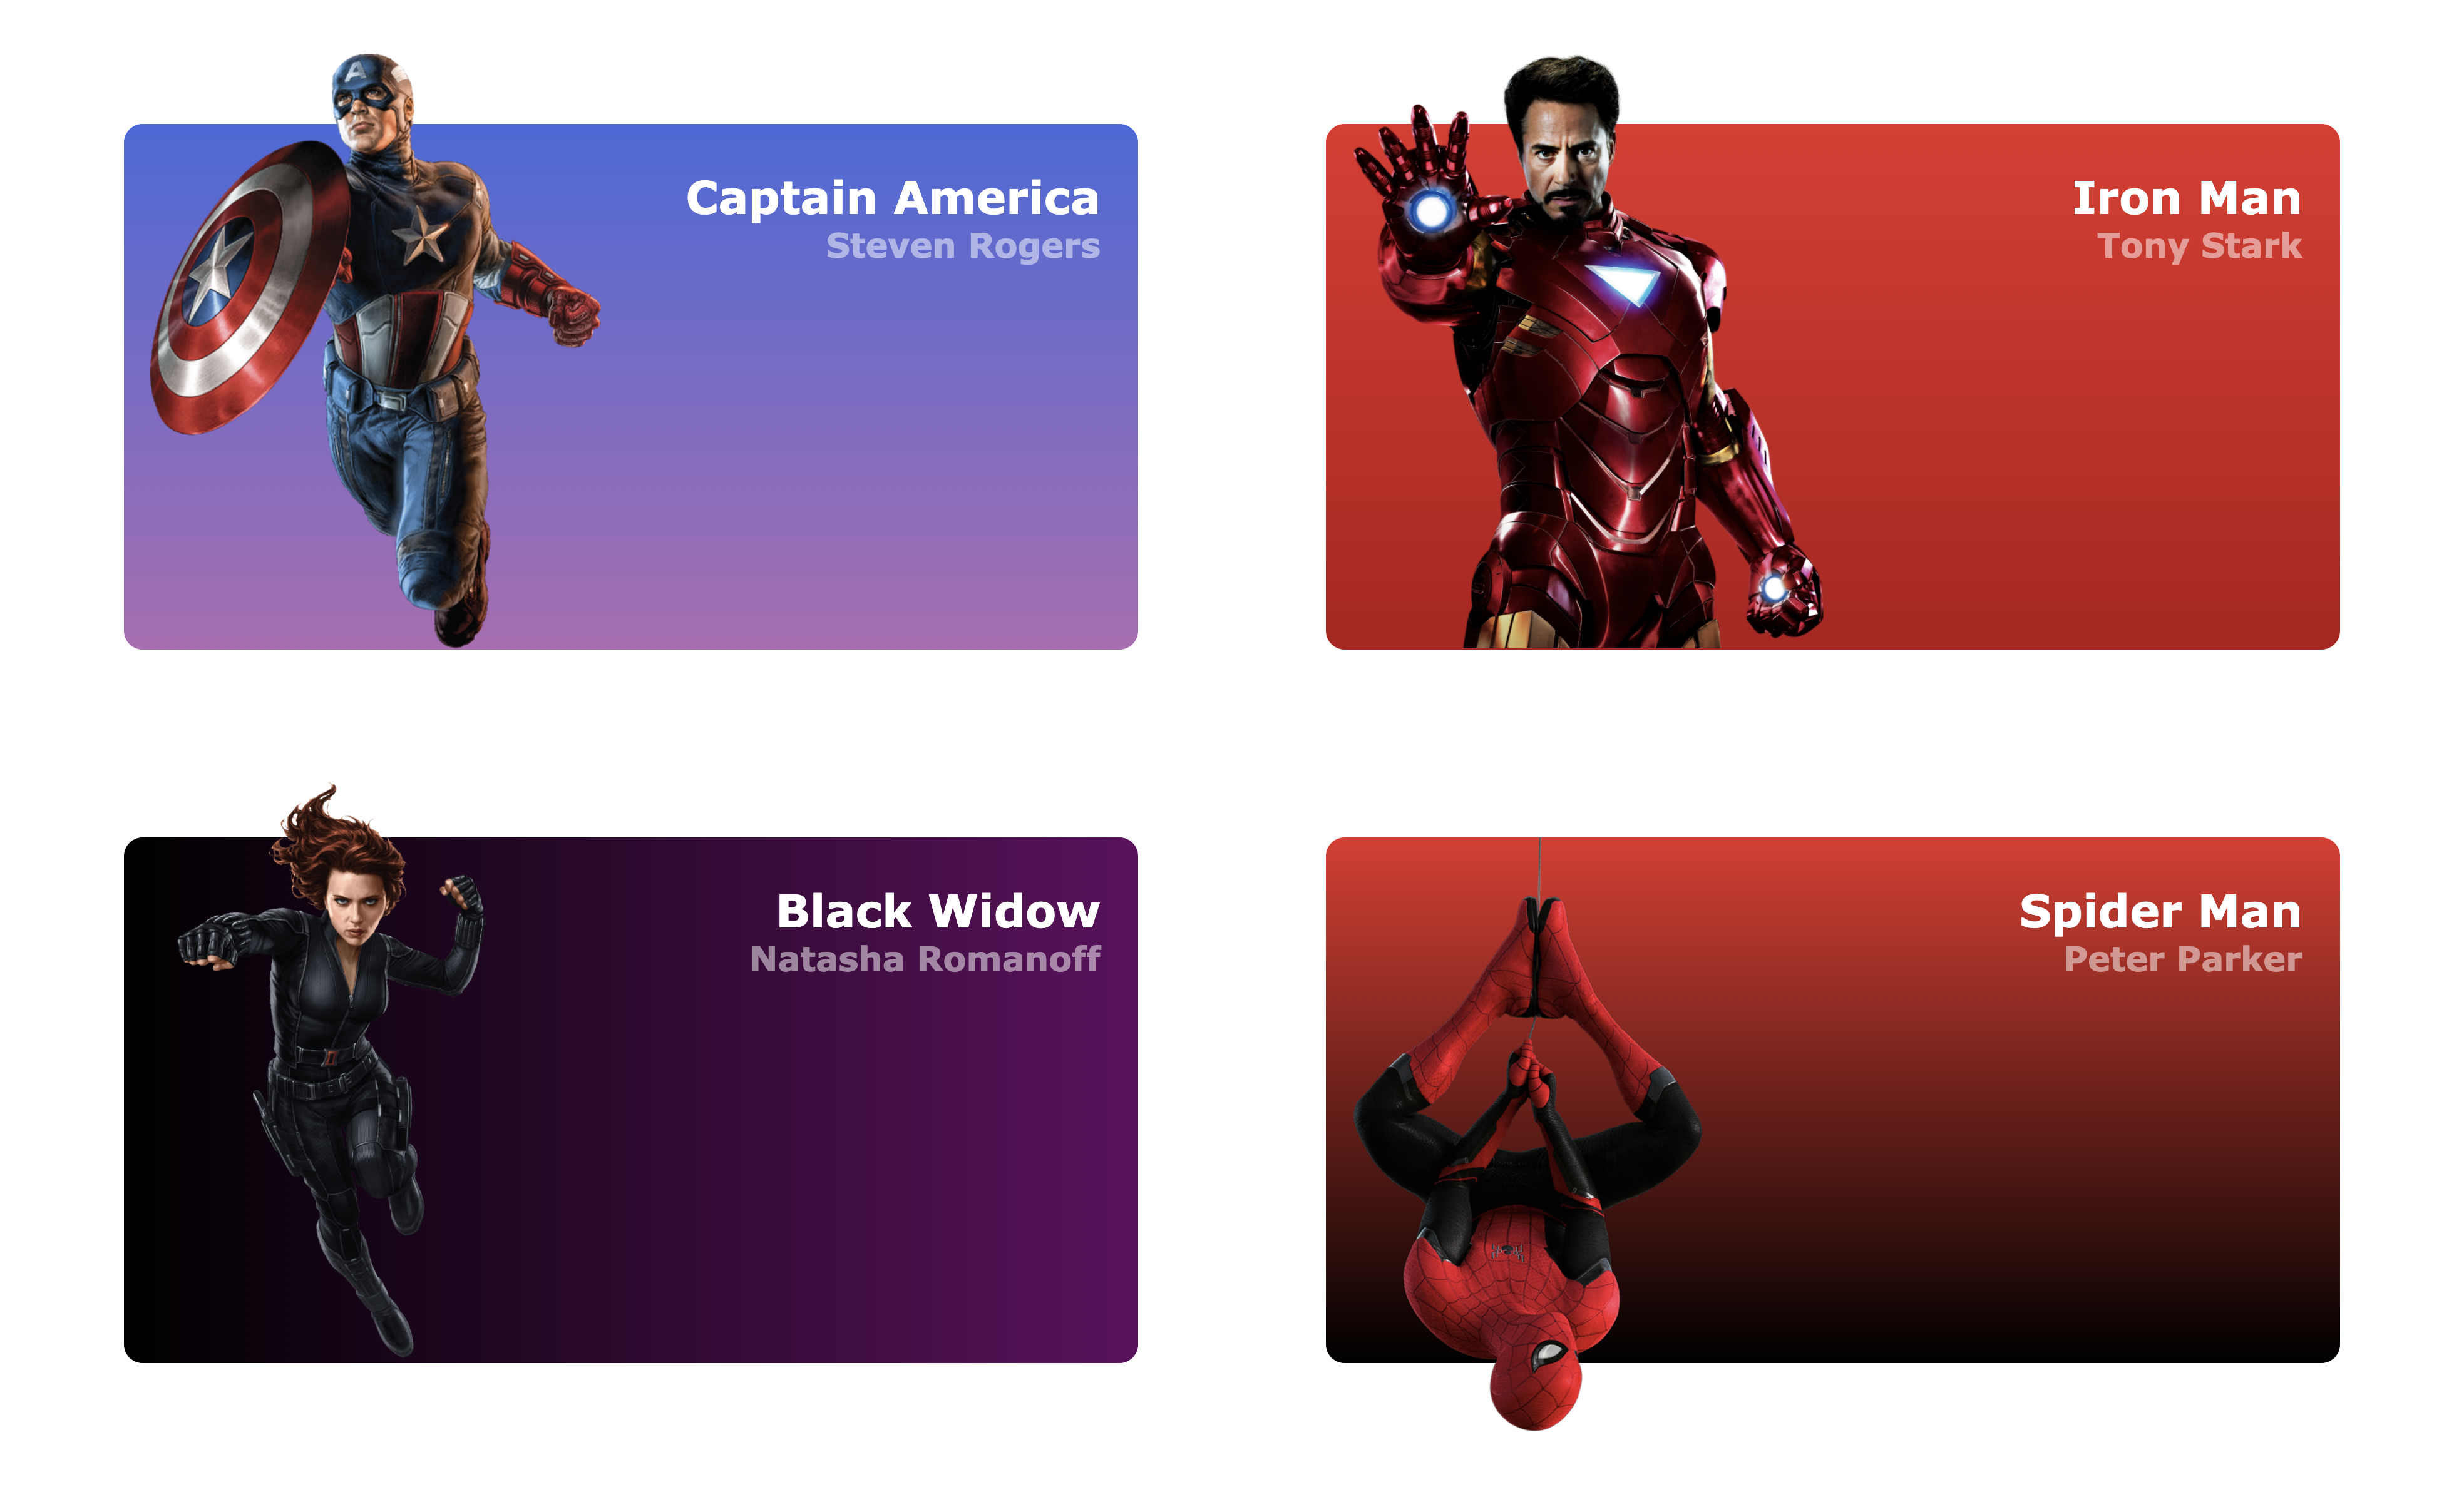 Captain America
Steven Rogers
Iron Man
Tony Stark
Black Widow
Natasha Romanoff
Spider Man
Peter Parker